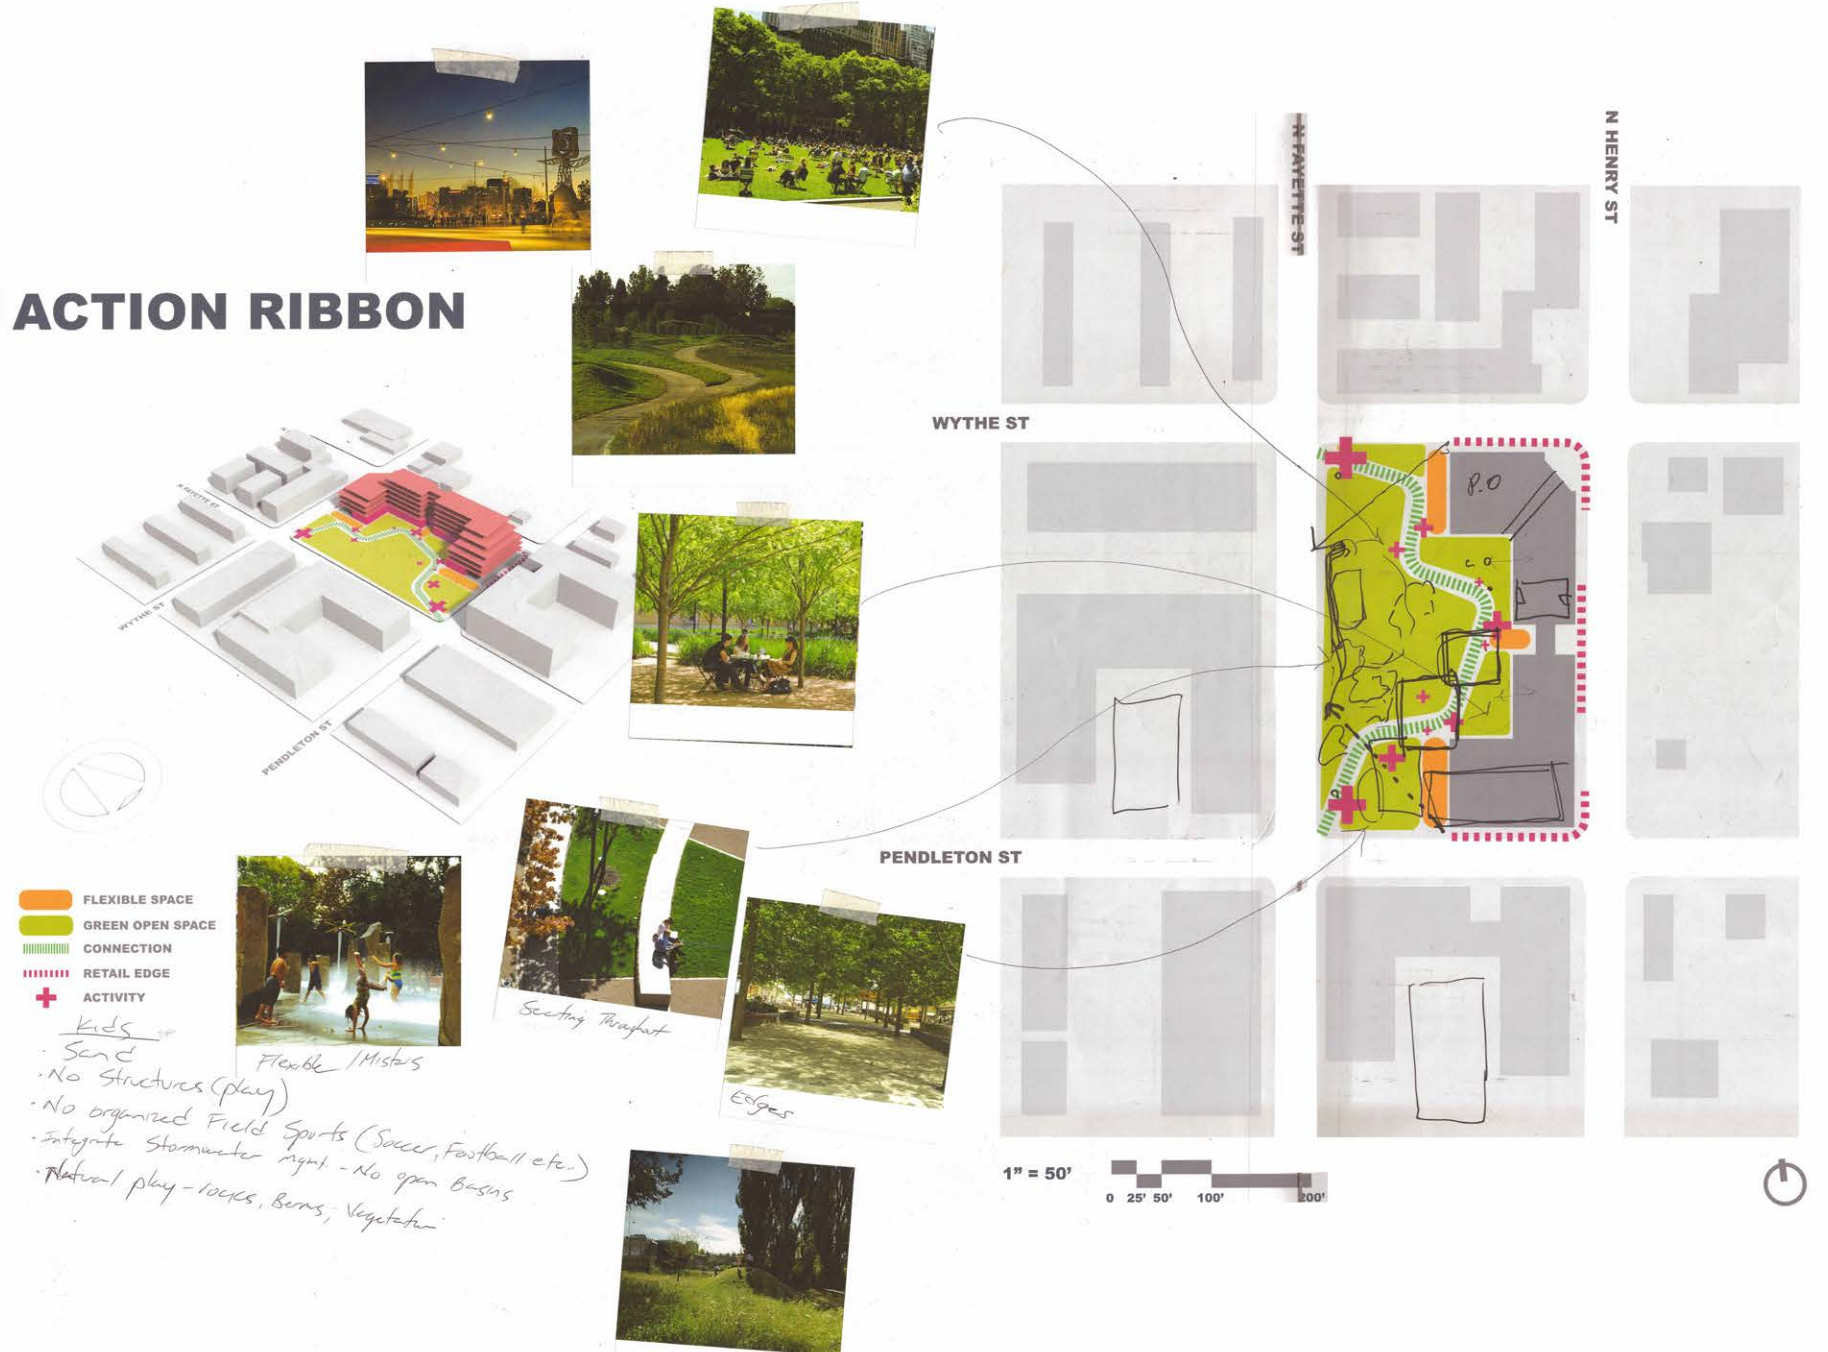 ACTION RIBBON
N FAYETTE ST
N HENRY ST
WYTHE ST
P.O
N FAYETTE ST
WYTHE ST
PENDLETON ST
PENDLETON ST
FLEXIBLE SPACE
GREEN OPEN SPACE
CONNECTION
RETAIL EDGE
ACTIVITY
Kids
· Sand
· No Structures (play)
· No organized Field Sports (Soccer, Football etc.)
· Integrate Stormwater mgmt - No open Basins
· Natural play - rocks, Berms, Vegetation
Flexible / Misters
Seating Throughout
Edges
1" = 50'
0 25' 50' 100' 200'